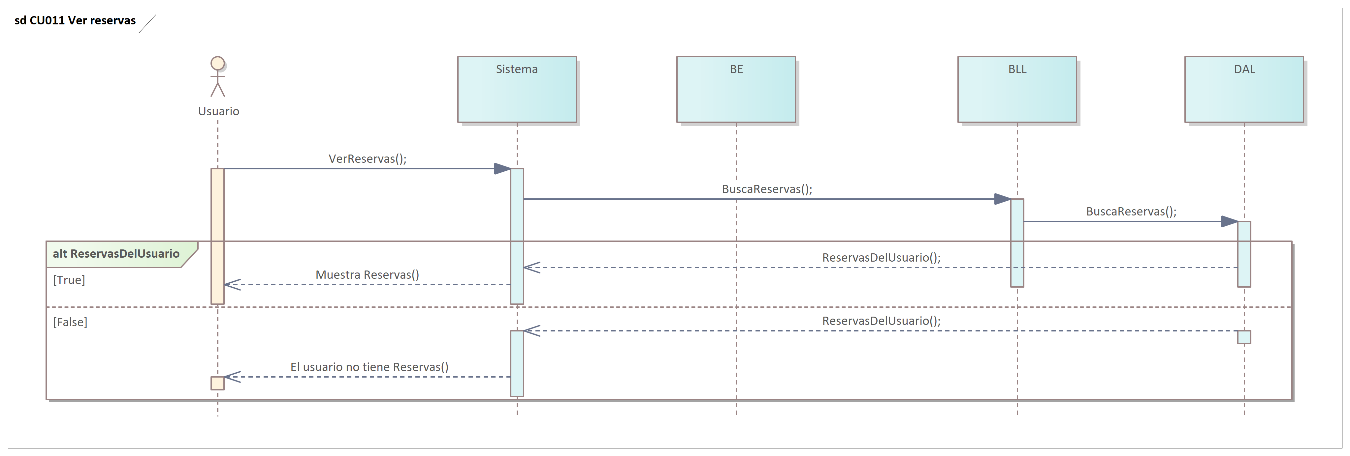 sd CU011 Ver reservas
Usuario
Sistema
BE
BLL
DAL
VerReservas();
BuscaReservas();
BuscaReservas();
alt ReservasDelUsuario
ReservasDelUsuario();
Muestra Reservas()
[True]
[False]
ReservasDelUsuario();
El usuario no tiene Reservas()